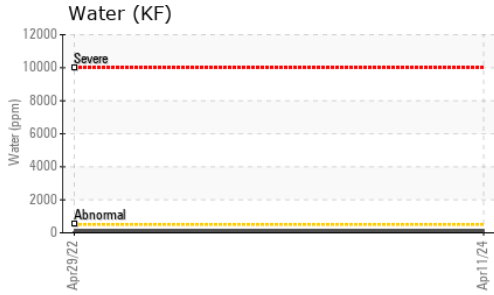 Water (KF)
12000
Severe
10000
8000
Water (ppm)
6000
4000
2000
Abnormal
0
Apr29/22
Apr11/24